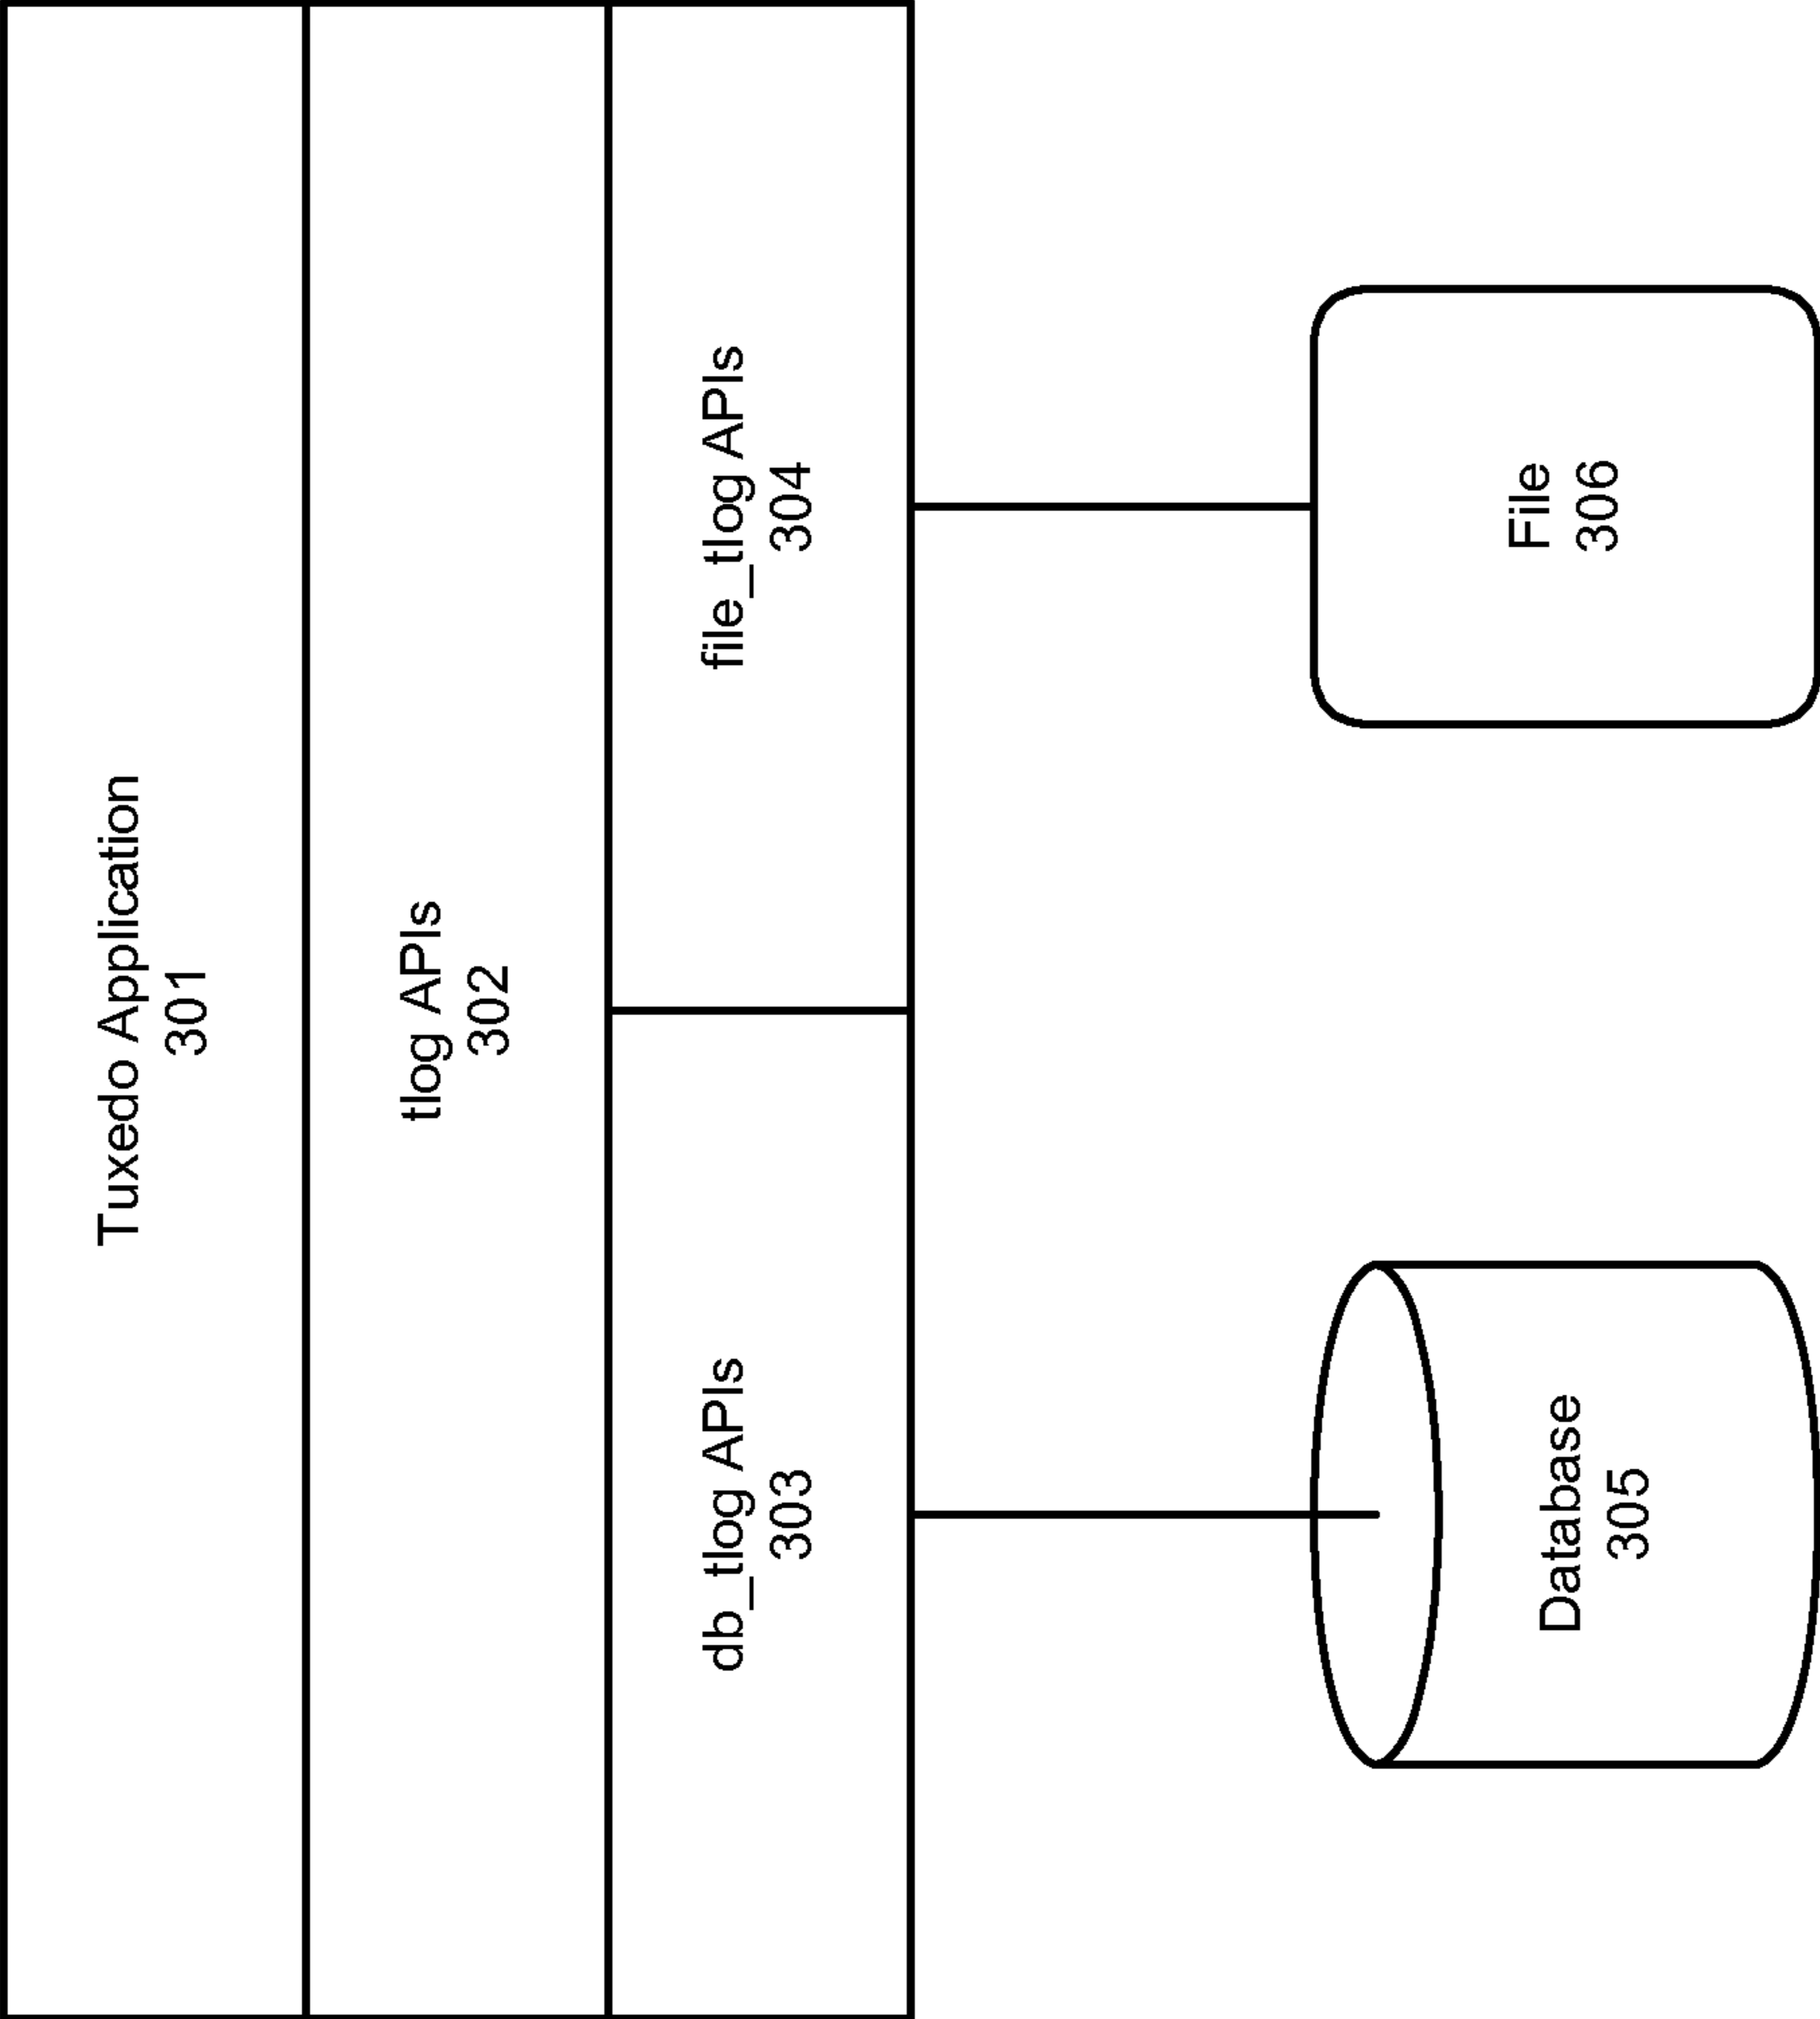 Tuxedo Application
301
tlog APIs
302
db_tlog APIs
303
file_tlog APIs
304
Database
305
File
306